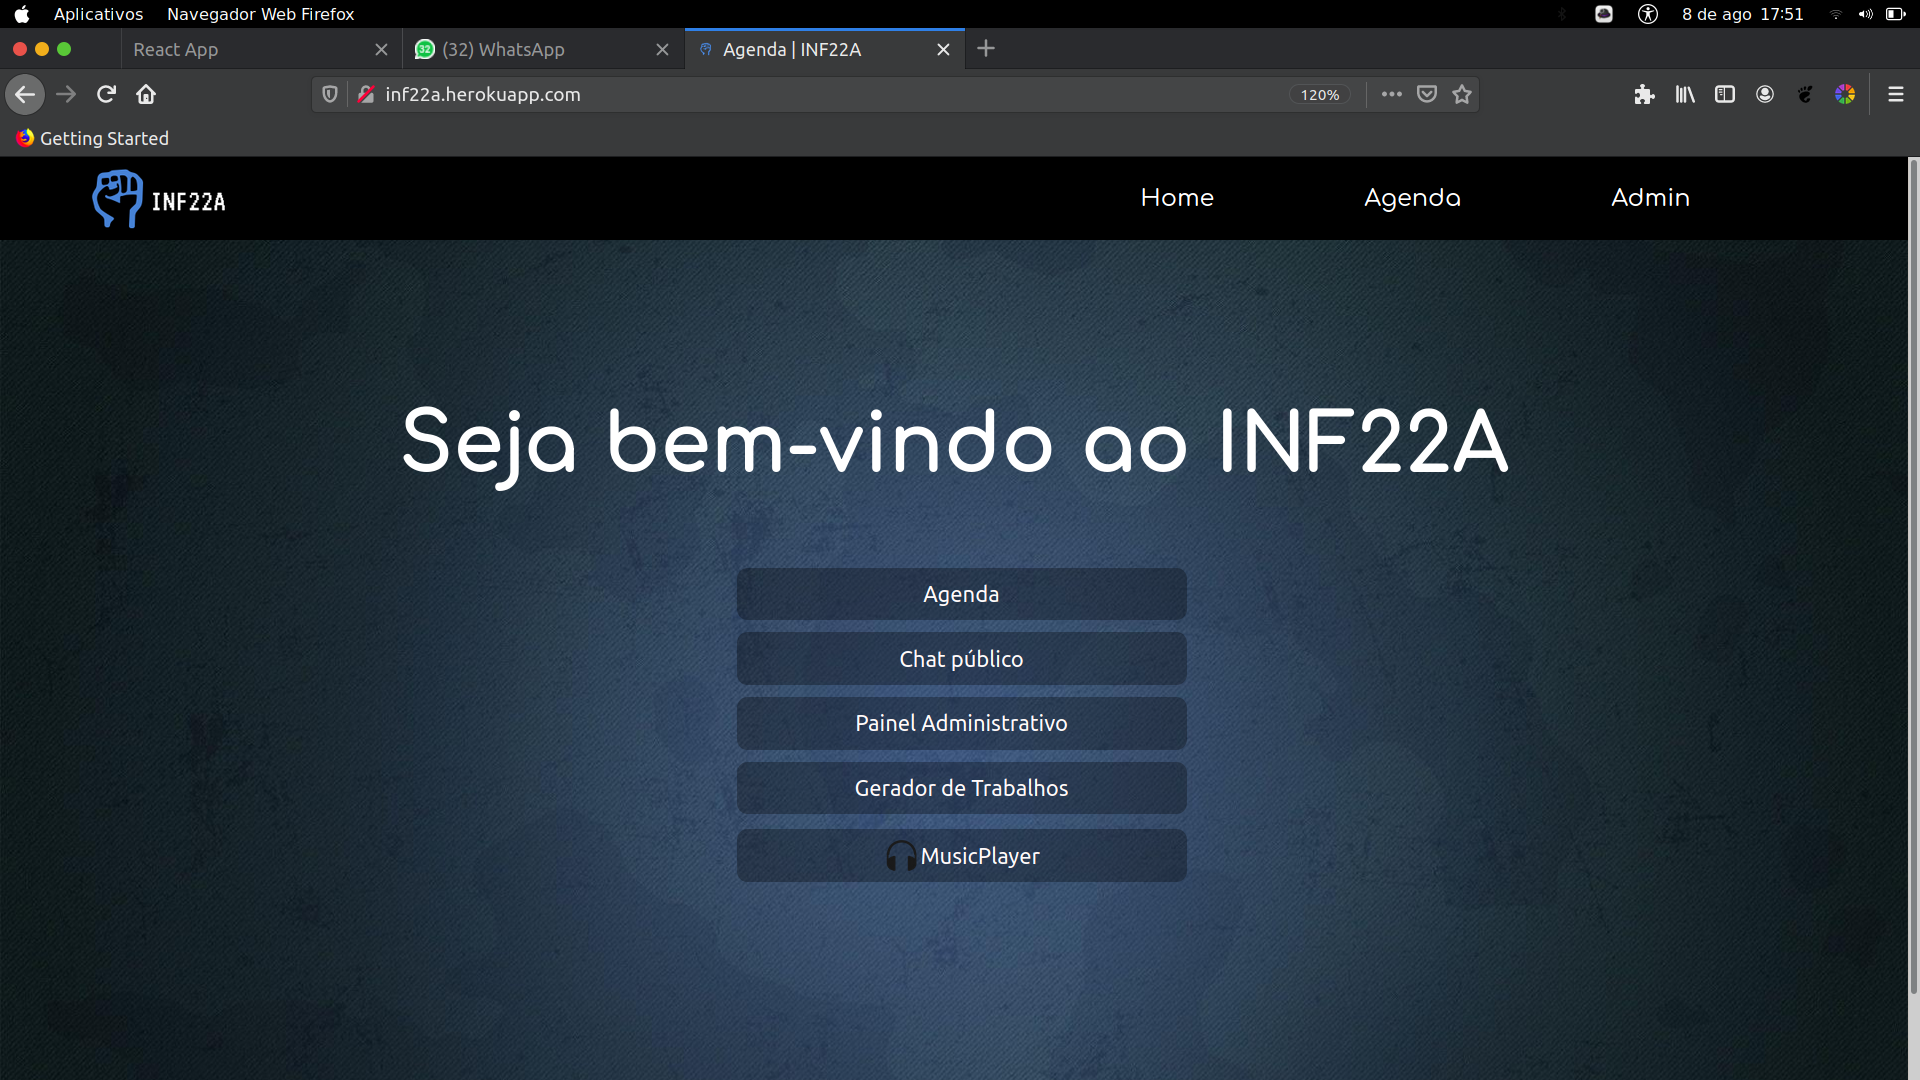 Aplicativos Navegador Web Firefox 8 de ago 17:51
React App (32) WhatsApp Agenda | INF22A
inf22a.herokuapp.com 120%
Getting Started
INF22A Home Agenda Admin
Seja bem-vindo ao INF22A
Agenda
Chat público
Painel Administrativo
Gerador de Trabalhos
MusicPlayer